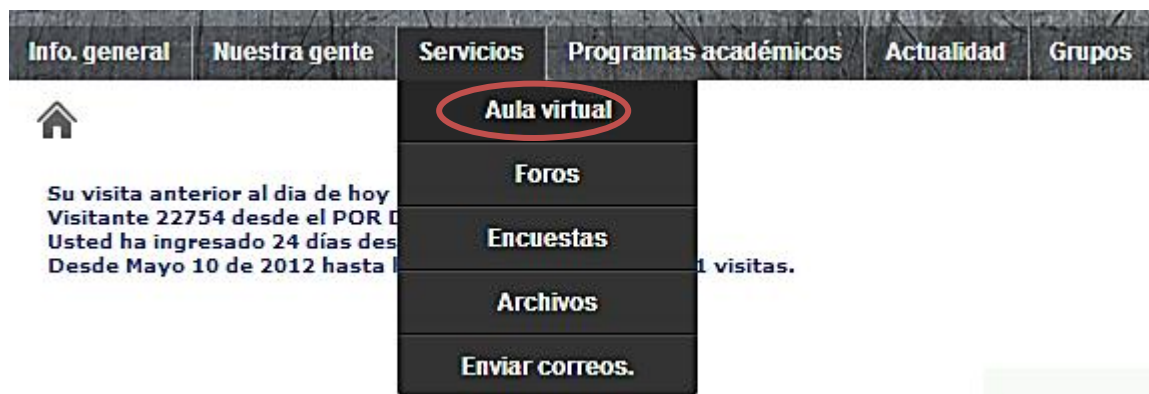 Info. general Nuestra gente Servicios Programas académicos Actualidad Grupos
Aula virtual
Foros
Encuestas
Archivos
Enviar correos.
Su visita anterior al dia de hoy
Visitante 22754 desde el POR
Usted ha ingresado 24 días
Desde Mayo 10 de 2012 hasta 1 visitas.